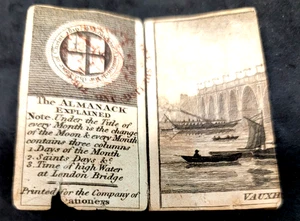 The ALMANACK
EXPLAINED
Note. Under the Title of
every Month is the change
of the Moon & every Month
contains three columns
1. Days of the Month
2. Saints Days &c
3. Time of high Water
at London Bridge
Printed for the Company of
tationers
VAUXH